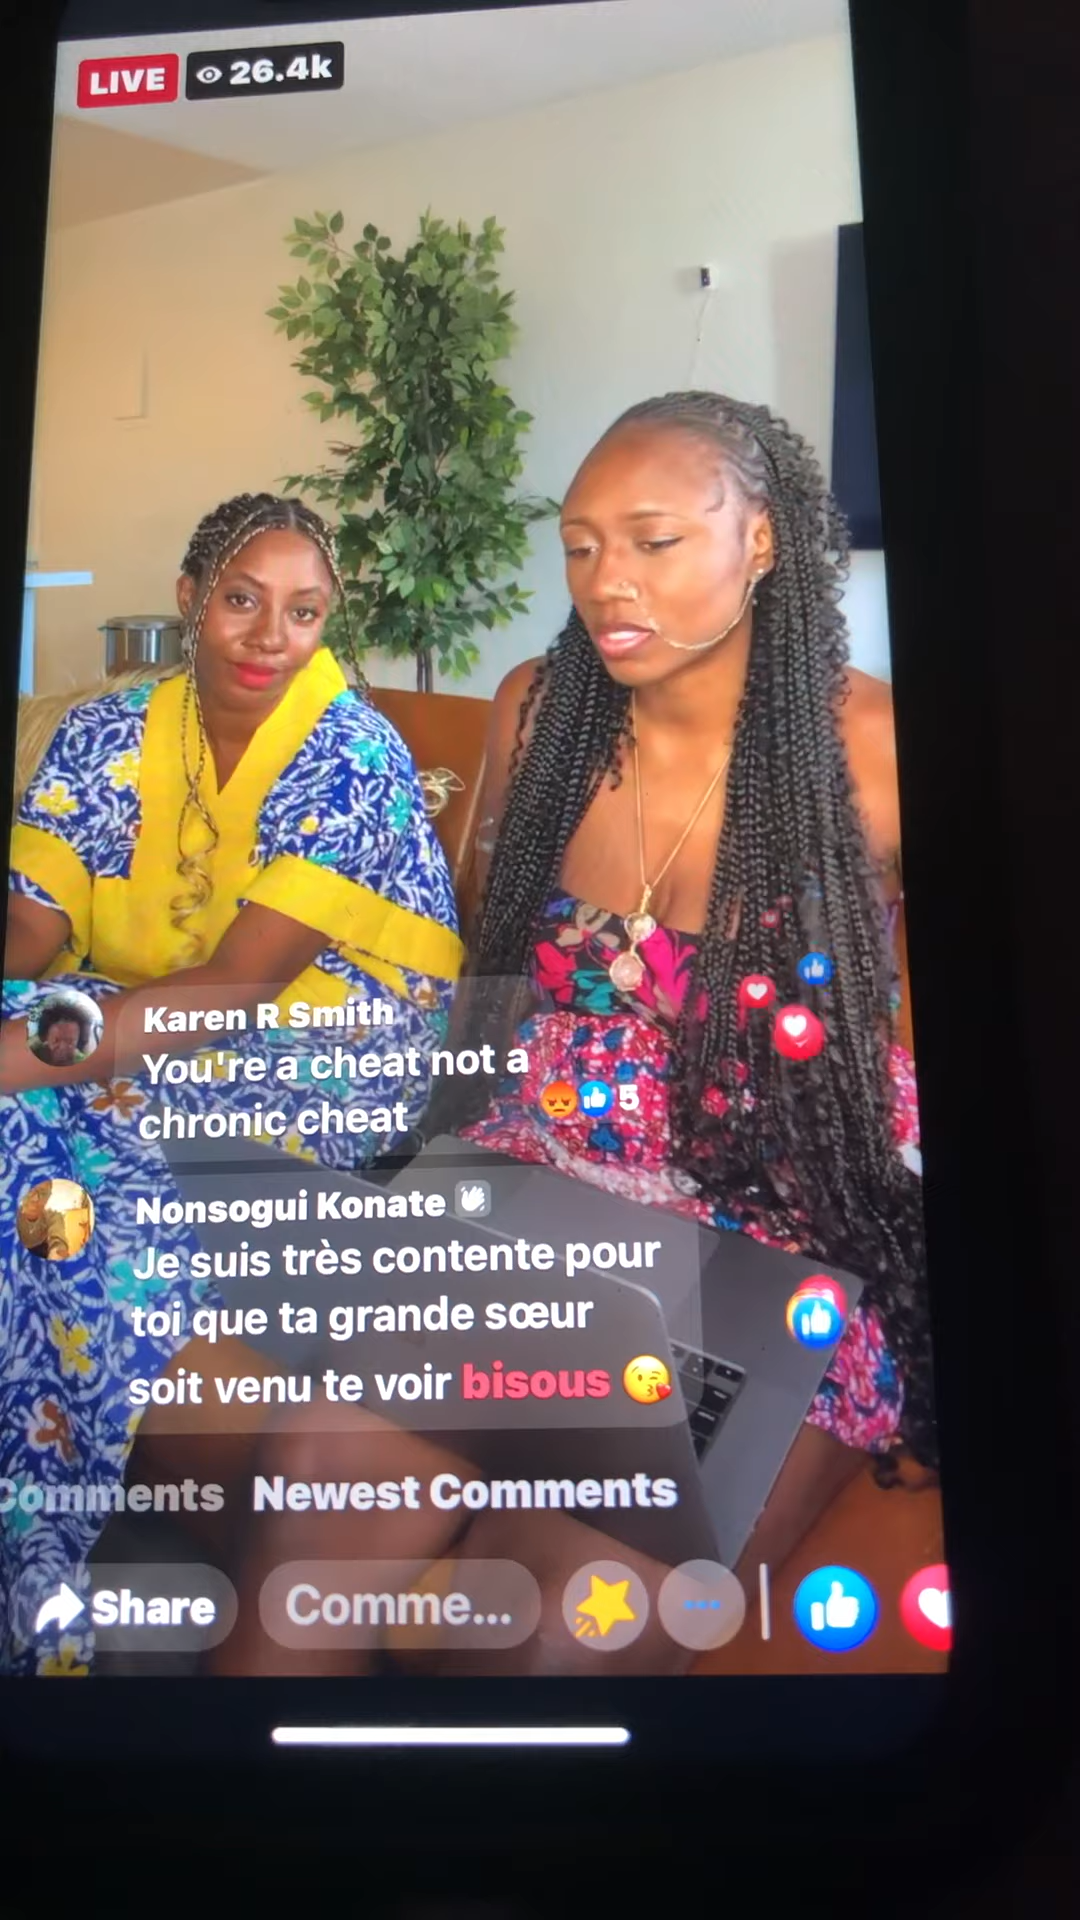 LIVE 26.4k
Karen R Smith
You're a cheat not a
chronic cheat
5
Nonsogui Konate
Je suis très contente pour
toi que ta grande sœur
soit venu te voir bisous 😘
Comments Newest Comments
Share Comme...